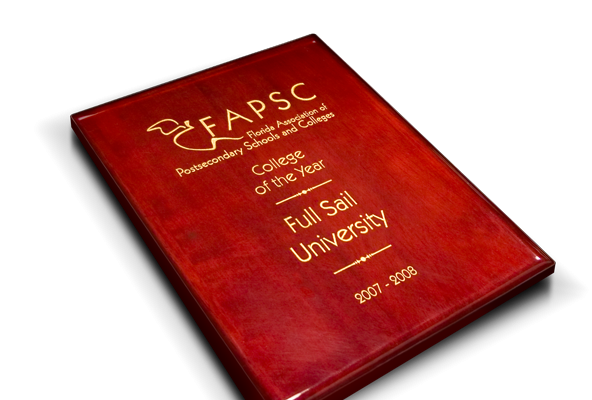 FAPSC
Florida Association of
Postsecondary Schools and Colleges
College
of the Year
Full Sail
University
2007 - 2008